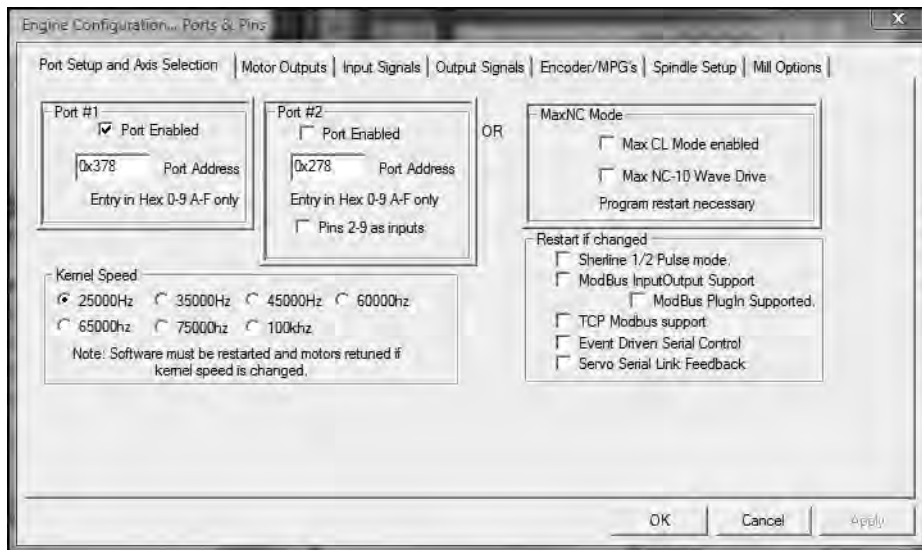 Engine Configuration... Ports & Pins
X
Port Setup and Axis Selection
Motor Outputs
Input Signals
Output Signals
Encoder/MPG's
Spindle Setup
Mill Options
Port #1
Port Enabled
0x378 Port Address
Entry in Hex 0-9 A-F only
Port #2
Port Enabled
0x278 Port Address
Entry in Hex 0-9 A-F only
Pins 2-9 as inputs
OR
MaxNC Mode
Max CL Mode enabled
Max NC-10 Wave Drive
Program restart necessary
Restart if changed
Sherline 1/2 Pulse mode.
ModBus InputOutput Support
ModBus PlugIn Supported.
TCP Modbus support
Event Driven Serial Control
Servo Serial Link Feedback
Kernel Speed
25000Hz 35000Hz 45000Hz 60000hz
65000hz 75000hz 100khz
Note: Software must be restarted and motors retuned if
kernel speed is changed.
OK
Cancel
Apply